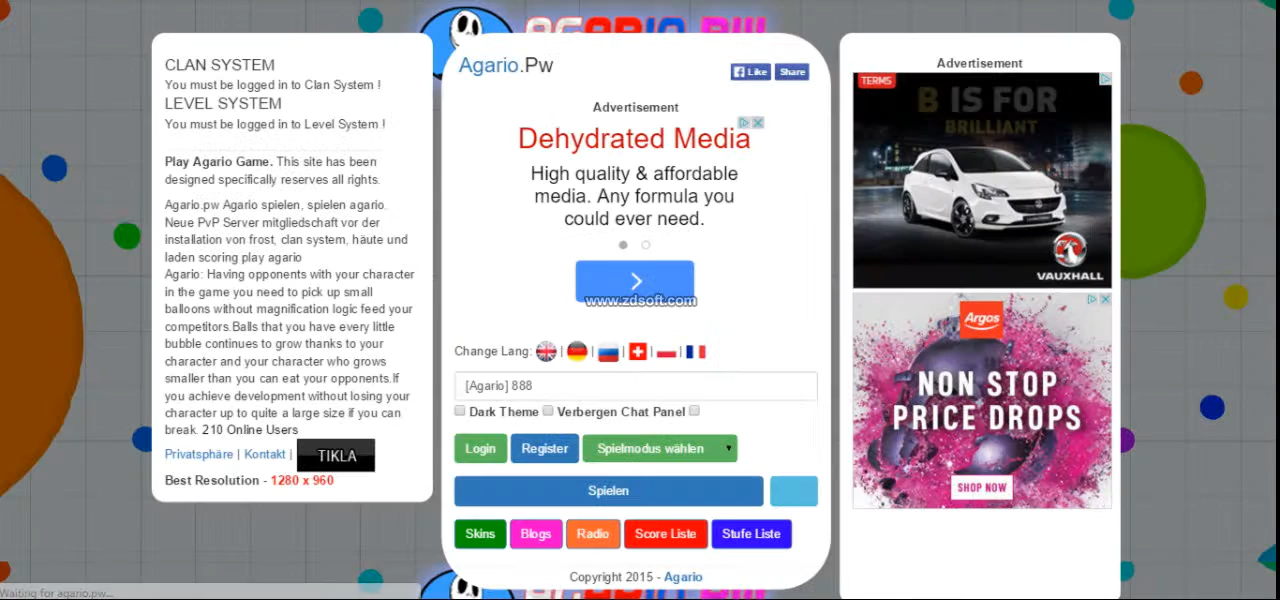 AGARIO.PW
CLAN SYSTEM
You must be logged in to Clan System !
LEVEL SYSTEM
You must be logged in to Level System !
Play Agario Game. This site has been
designed specifically reserves all rights.
Agario.pw Agario spielen, spielen agario.
Neue PvP Server mitgliedschaft vor der
installation von frost, clan system, häute und
laden scoring play agario
Agario: Having opponents with your character
in the game you need to pick up small
balloons without magnification logic feed your
competitors.Balls that you have every little
bubble continues to grow thanks to your
character and your character who grows
smaller than you can eat your opponents.If
you achieve development without losing your
character up to quite a large size if you can
break. 210 Online Users
Privatsphäre | Kontakt | TIKLA
Best Resolution - 1280 x 960
Agario.Pw
Like Share
Advertisement
Dehydrated Media
High quality & affordable
media. Any formula you
could ever need.
www.zdsoft.com
Change Lang: | | | | |
[Agario] 888
Dark Theme Verbergen Chat Panel
Login Register Spielmodus wählen
Spielen
Skins Blogs Radio Score Liste Stufe Liste
Copyright 2015 - Agario
Advertisement
TERMS
B IS FOR
BRILLIANT
VAUXHALL
Argos
NON STOP
PRICE DROPS
SHOP NOW
Waiting for agario.pw...
AGARIO.PW